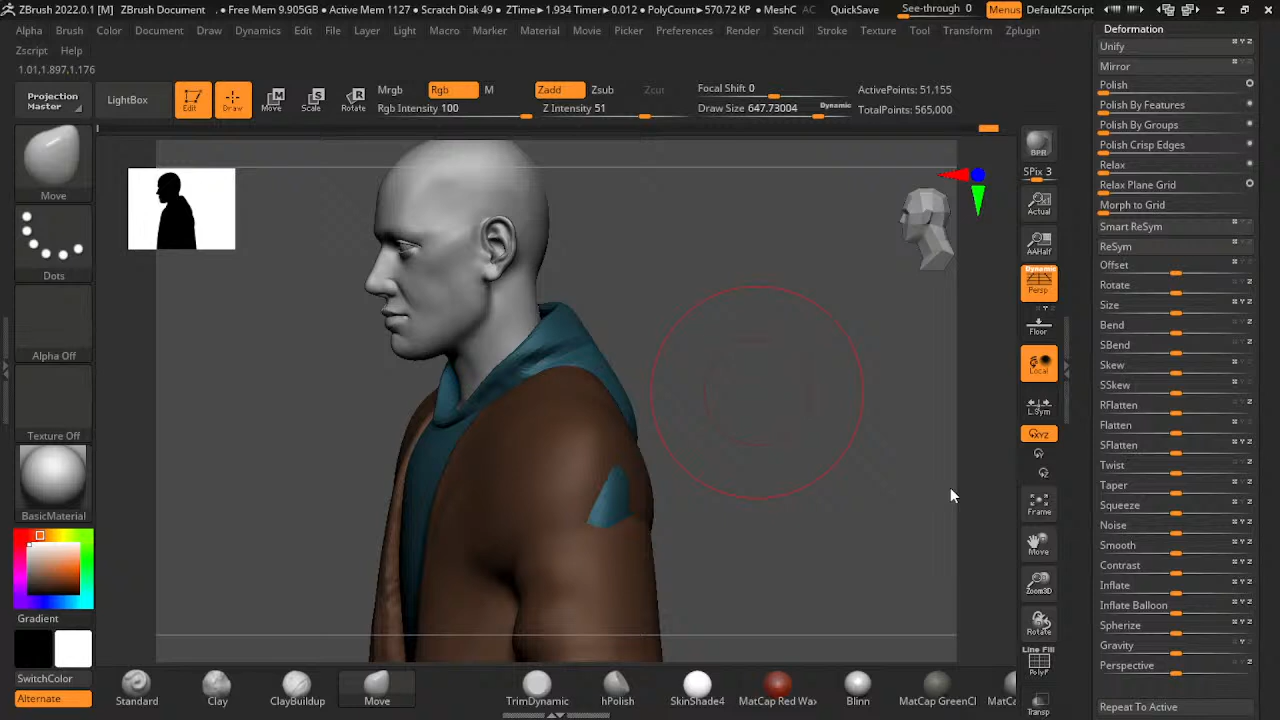 ZBrush 2022.0.1 [M] ZBrush Document . • Free Mem 9.905GB • Active Mem 1127 • Scratch Disk 49 • ZTime►1.934 Timer►0.012 • PolyCount►570.72 KP • MeshC AC QuickSave See-through 0 Menus DefaultZScript
Alpha Brush Color Document Draw Dynamics Edit File Layer Light Macro Marker Material Movie Picker Preferences Render Stencil Stroke Texture Tool Transform Zplugin
Zscript Help
1.01,1.897,1.176
Projection
Master
LightBox
Edit
Draw
Move
Scale
Rotate
M
S
R
Mrgb Rgb M
Rgb Intensity 100
Zadd Zsub Zcut
Z Intensity 51
Focal Shift 0
Draw Size 647.73004 Dynamic
ActivePoints: 51,155
TotalPoints: 565,000
Move
Dots
Alpha Off
Texture Off
BasicMaterial
Gradient
SwitchColor
Alternate
BPR
SPix 3
Actual
AAHalf
Dynamic
Persp
Floor
Local
L.Sym
XYZ
Frame
Move
Zoom3D
Rotate
Line Fill
PolyF
Transp
Deformation
Unify
Mirror
Polish
Polish By Features
Polish By Groups
Polish Crisp Edges
Relax
Relax Plane Grid
Morph to Grid
Smart ReSym
ReSym
Offset
Rotate
Size
Bend
SBend
Skew
SSkew
RFlatten
Flatten
SFlatten
Twist
Taper
Squeeze
Noise
Smooth
Contrast
Inflate
Inflate Balloon
Spherize
Gravity
Perspective
Repeat To Active
Standard Clay ClayBuildup Move TrimDynamic hPolish SkinShade4 MatCap Red Wax Blinn MatCap GreenCl MatCa